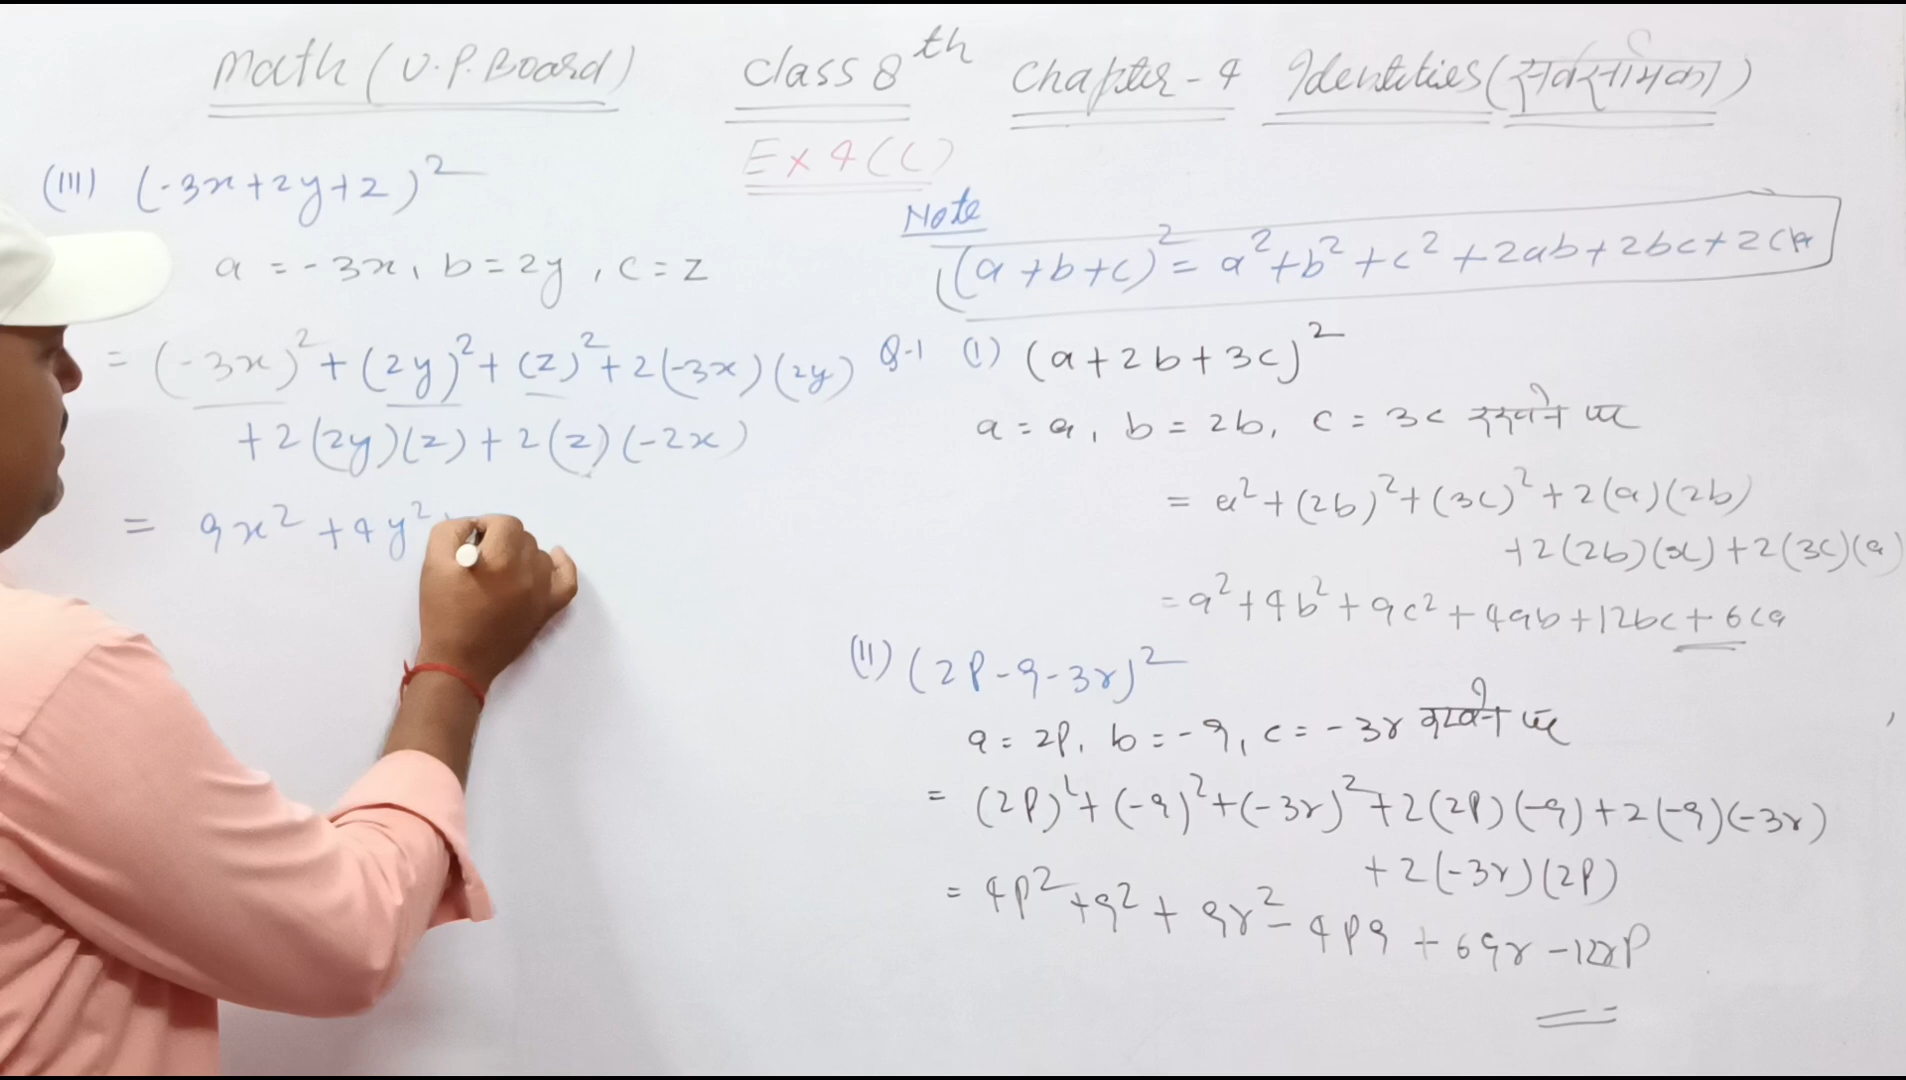 Math (U.P. Board) Class 8th Chapter-4 Identities (सर्वसमिका)
Ex 4(C)
(III) (-3x+2y+z)²
a = -3x, b = 2y, c = z
= (-3x)² + (2y)² + (z)² + 2(-3x)(2y)
+2(2y)(z) + 2(z)(-2x)
= 9x² + 4y²
Note
(a+b+c)² = a²+b²+c²+2ab+2bc+2ca
Q-1 (I) (a+2b+3c)²
a = a, b = 2b, c = 3c रखने पर
= a² + (2b)² + (3c)² + 2(a)(2b)
+2(2b)(3c)+2(3c)(a)
= a²+4b²+9c²+4ab+12bc+6ca
(II) (2p-q-3r)²
a = 2p, b = -q, c = -3r रखने पर
= (2p)²+(-q)²+(-3r)²+2(2p)(-q)+2(-q)(-3r)
+2(-3r)(2p)
= 4p²+q²+9r²-4pq+6qr-12rp